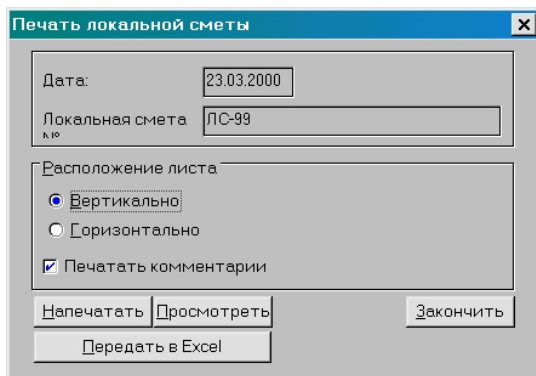 Печать локальной сметы
Дата: 23.03.2000
Локальная смета ЛС-99
№
Расположение листа
Вертикально
Горизонтально
Печатать комментарии
Напечатать Просмотреть Закончить
Передать в Excel